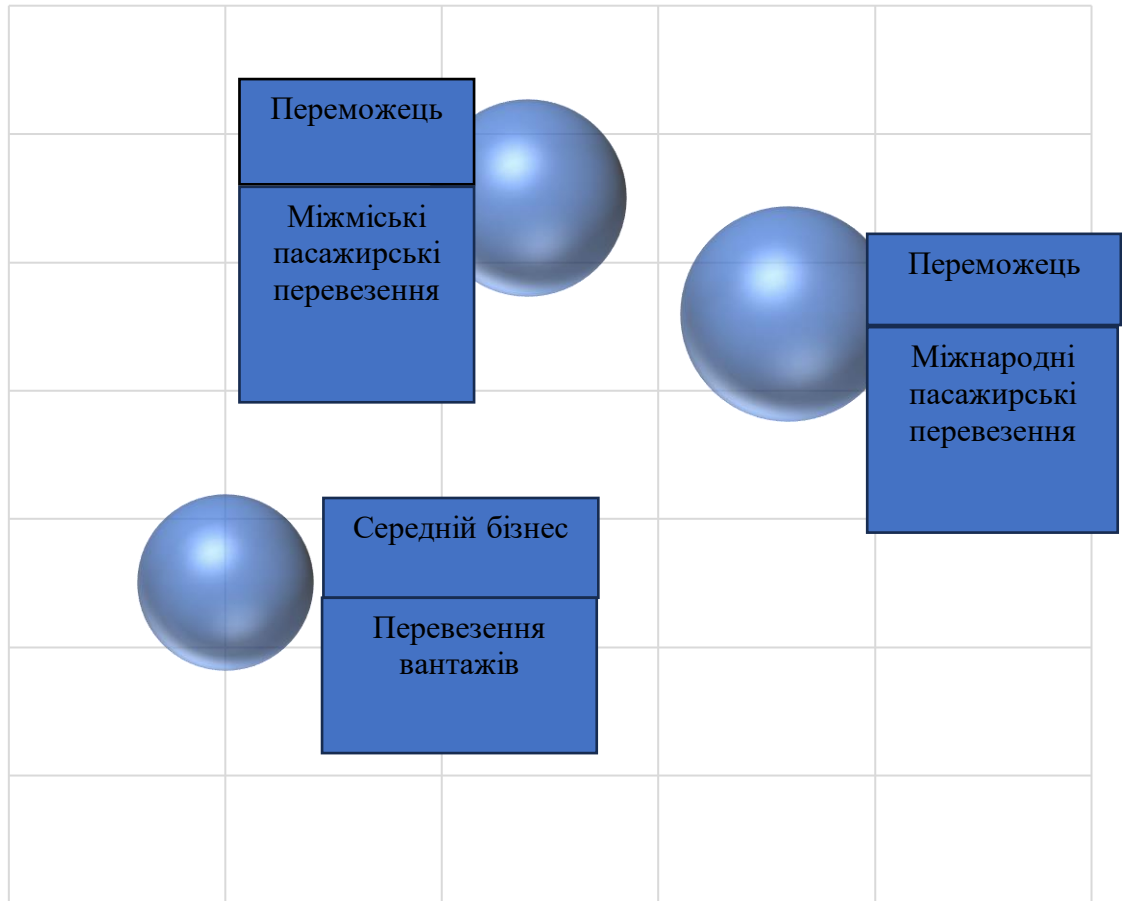 Переможець
Міжміські
пасажирські
перевезення
Переможець
Міжнародні
пасажирські
перевезення
Середній бізнес
Перевезення
вантажів